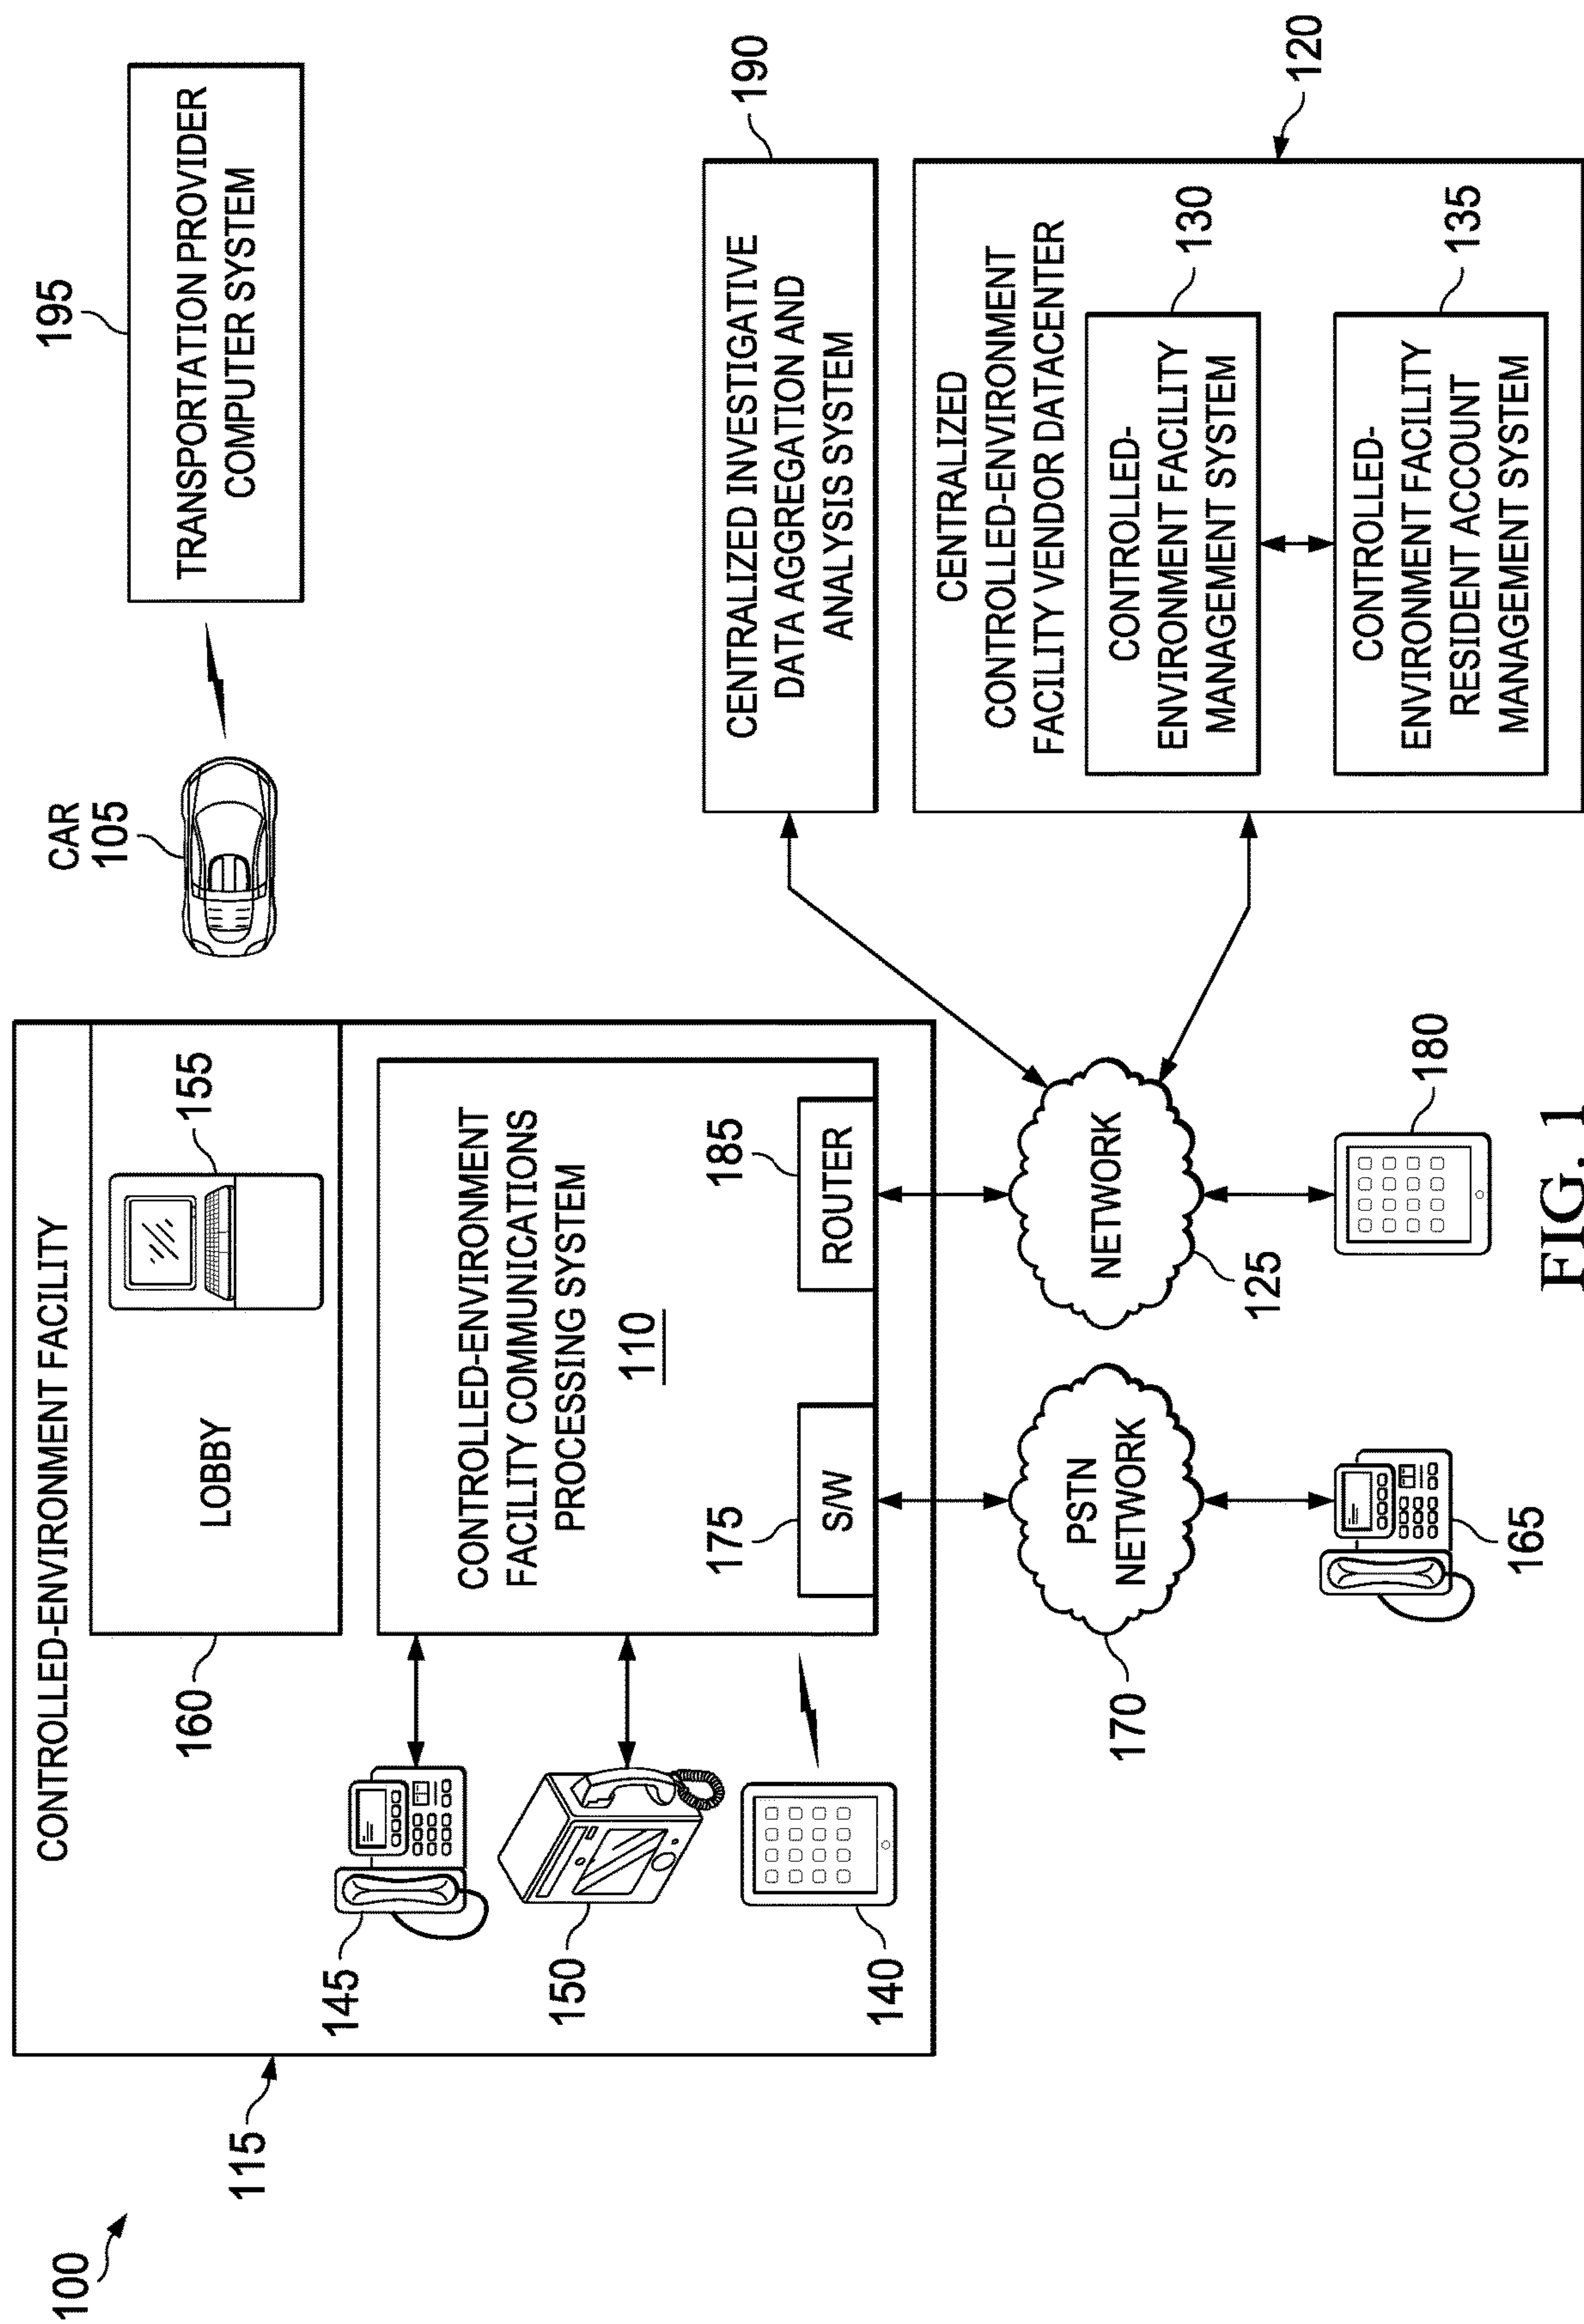 100
115
CONTROLLED-ENVIRONMENT FACILITY
160
LOBBY
155
145
150
140
CONTROLLED-ENVIRONMENT
FACILITY COMMUNICATIONS
PROCESSING SYSTEM
110
175
S/W
185
ROUTER
CAR
105
195
TRANSPORTATION PROVIDER
COMPUTER SYSTEM
170
PSTN
NETWORK
165
NETWORK
125
180
190
CENTRALIZED INVESTIGATIVE
DATA AGGREGATION AND
ANALYSIS SYSTEM
120
CENTRALIZED
CONTROLLED-ENVIRONMENT
FACILITY VENDOR DATACENTER
130
CONTROLLED-
ENVIRONMENT FACILITY
MANAGEMENT SYSTEM
135
CONTROLLED-
ENVIRONMENT FACILITY
RESIDENT ACCOUNT
MANAGEMENT SYSTEM
FIG. 1